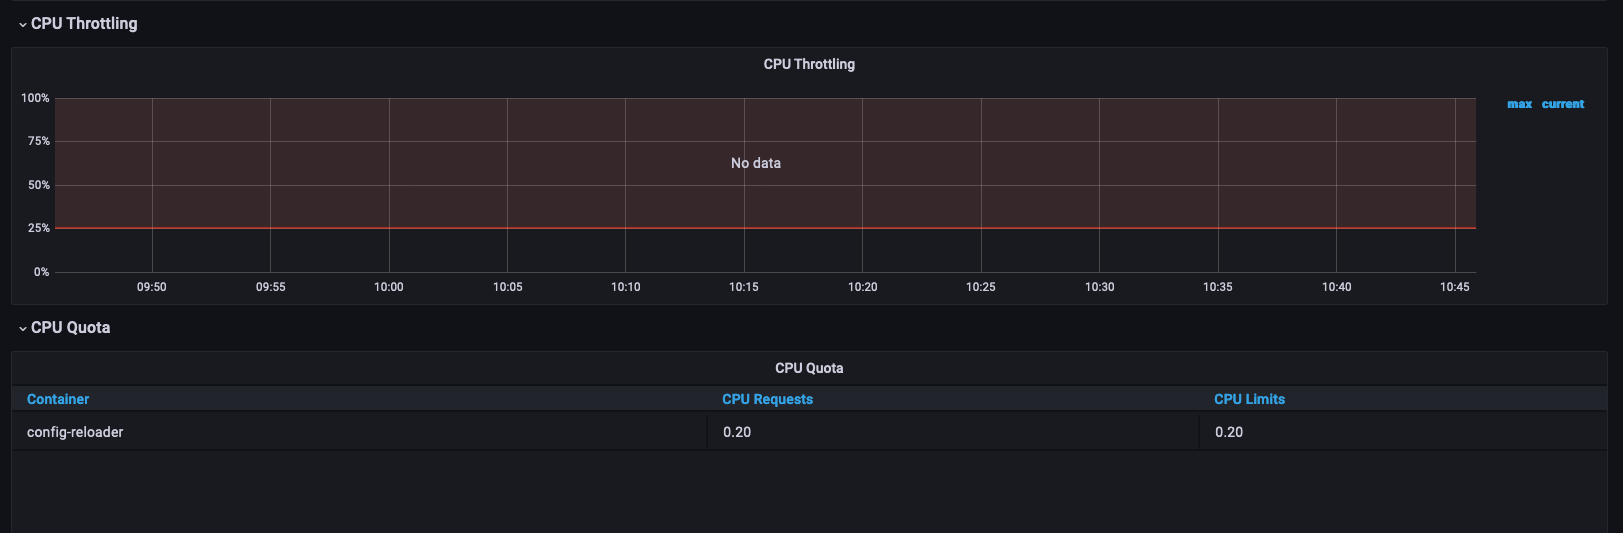 CPU Throttling
CPU Throttling
max current
100%
75%
No data
50%
25%
0%
09:50 09:55 10:00 10:05 10:10 10:15 10:20 10:25 10:30 10:35 10:40 10:45
CPU Quota
CPU Quota
Container CPU Requests CPU Limits
config-reloader 0.20 0.20